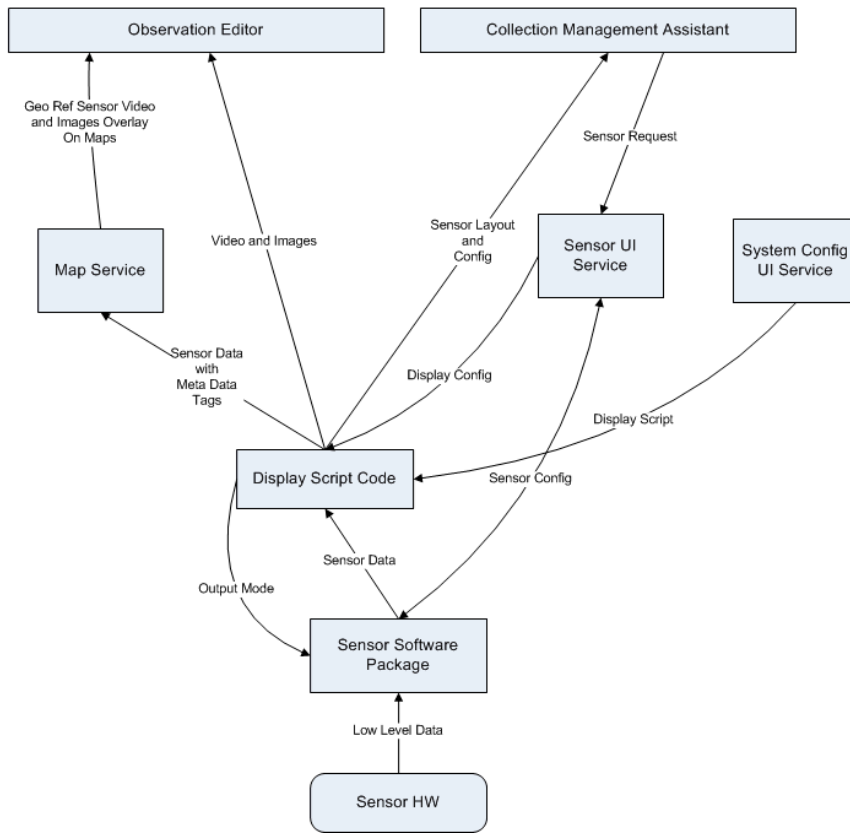 Observation Editor
Collection Management Assistant
Geo Ref Sensor Video
and Images Overlay
On Maps
Sensor Request
Map Service
Video and Images
Sensor Layout
and
Config
Sensor UI
Service
System Config
UI Service
Sensor Data
with
Meta Data
Tags
Display Config
Display Script
Display Script Code
Sensor Config
Sensor Data
Output Mode
Sensor Software
Package
Low Level Data
Sensor HW